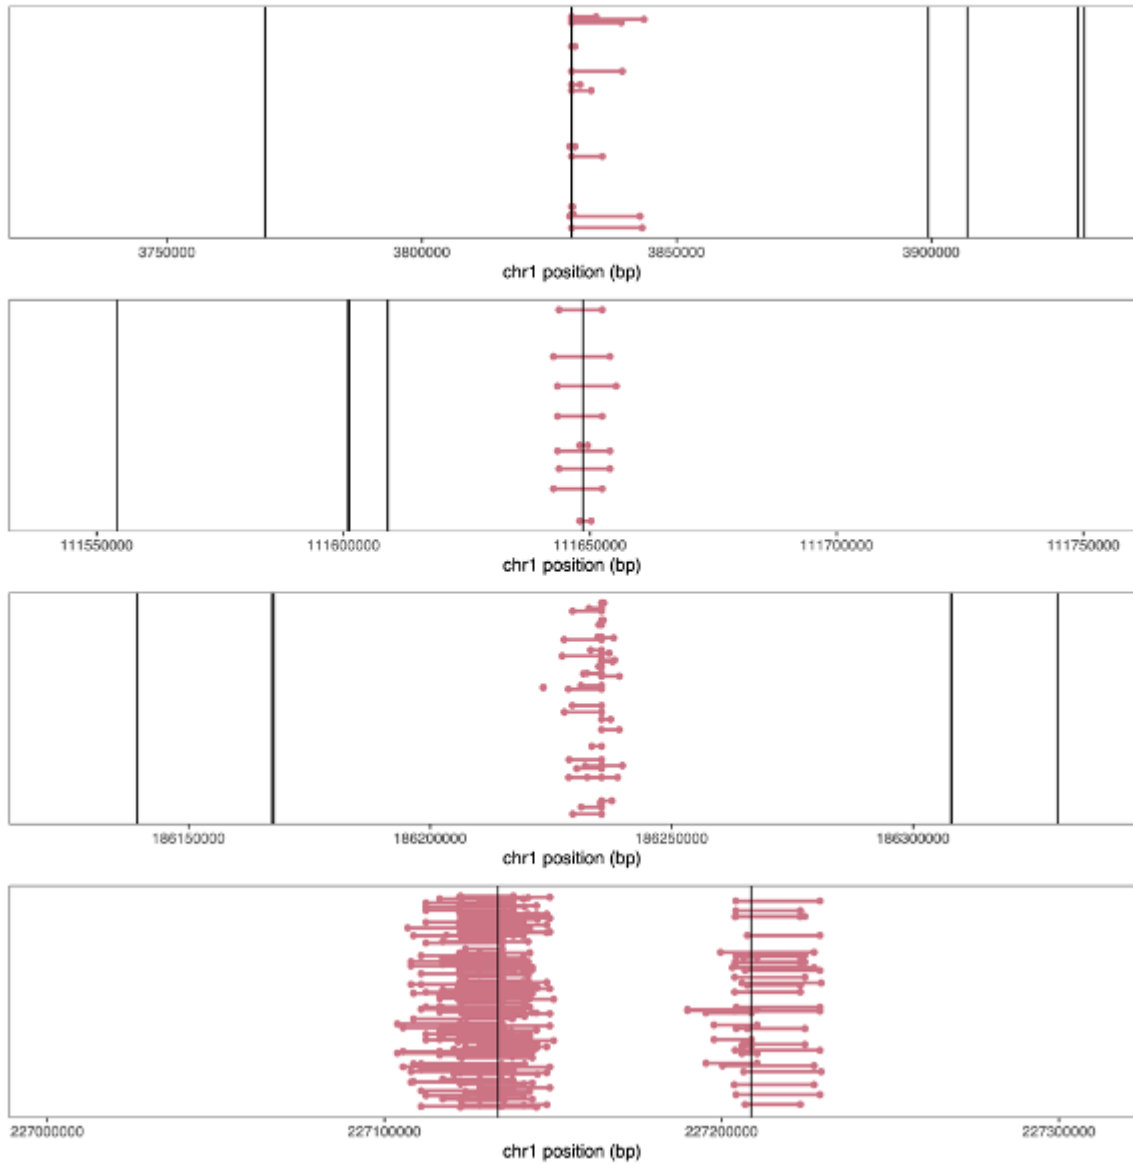 3750000 3800000 3850000 3900000
chr1 position (bp)
111550000 111600000 111650000 111700000 111750000
chr1 position (bp)
186150000 186200000 186250000 186300000
chr1 position (bp)
227000000 227100000 227200000 227300000
chr1 position (bp)